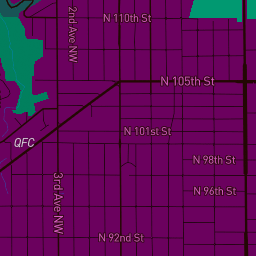 N 110th St
2nd Ave NW
N 105th St
N 101st St
QFC
N 98th St
3rd Ave NW
N 96th St
N 92nd St